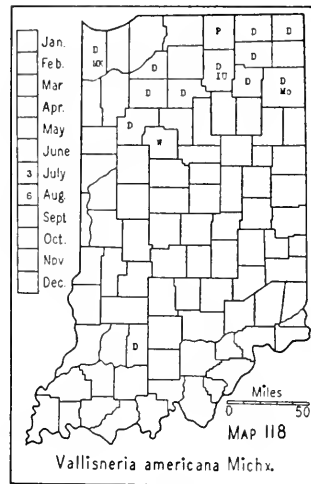 Jan.
Feb.
Mar
Apr.
May
June
3 July
6 Aug.
Sept
Oct.
Nov
Dec.
P D D
D D D
MK IU D D
D D Mo
D
W
D
Miles
0 50
MAP 118
Vallisneria americana Michx.